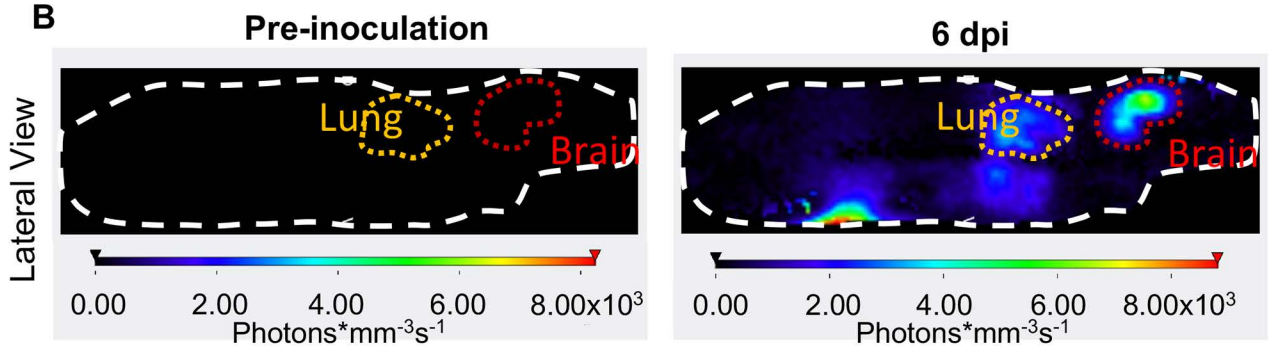 B
Pre-inoculation
6 dpi
Lateral View
Lung
Brain
Lung
Brain
0.00 2.00 4.00 6.00 8.00x10³
Photons*mm⁻³s⁻¹
0.00 2.00 4.00 6.00 8.00x10³
Photons*mm⁻³s⁻¹